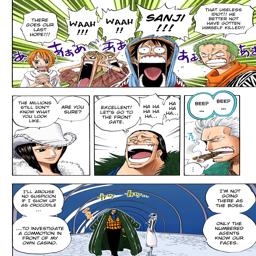 THAT USELESS
IDIOT!! HE
BETTER NOT
HAVE GOTTEN
HIMSELF
KILLED!!
SANJI
!!!
WAAH
!!
WAAH
!!!
THERE
GOES OUR
LAST
HOPE!!!
BEEP
...
BEEP
...
HA
HA
HA
HA
HA
...
EXCELLENT!
LET'S GO TO
THE FRONT
GATE.
ARE YOU
SURE?
THE MILLIONS
STILL DON'T
KNOW WHAT
YOU LOOK
LIKE.
I'M NOT
GOING
THERE AS
THE BOSS.
ONLY THE
NUMBERED
AGENTS
KNOW OUR
FACES.
I'LL AROUSE
NO SUSPICION
IF I SHOW UP
AS CROCODILE
...
...TO INVESTIGATE
A COMMOTION IN
FRONT OF MY
OWN CASINO.